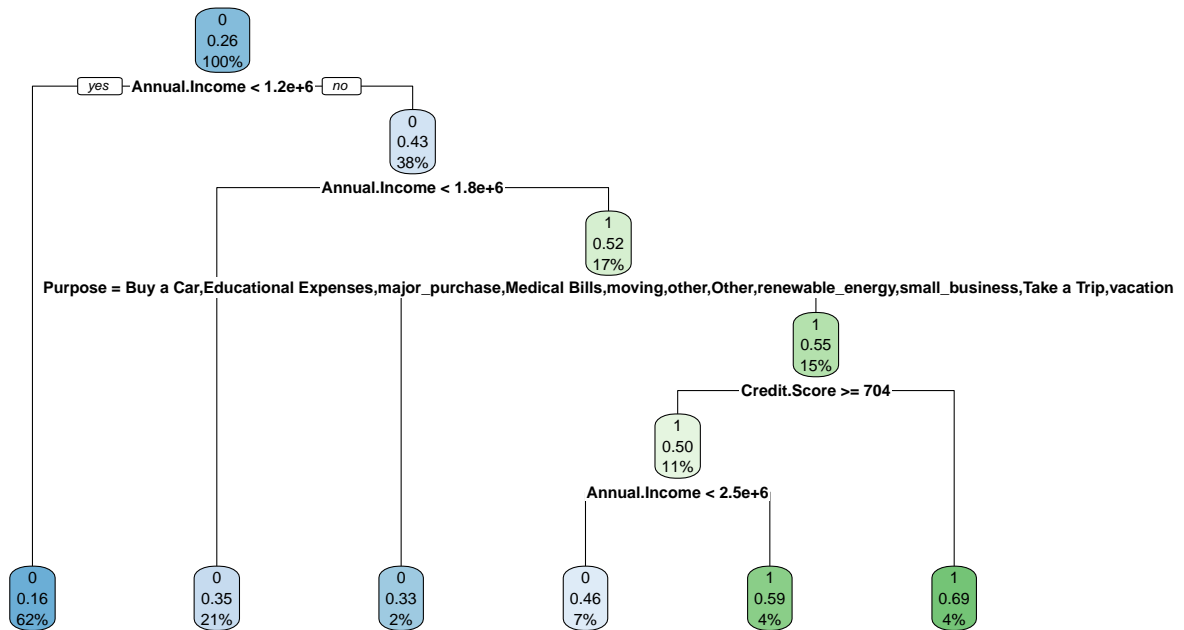 0
0.26
100%
yes Annual.Income < 1.2e+6 no
0
0.43
38%
Annual.Income < 1.8e+6
1
0.52
17%
Purpose = Buy a Car,Educational Expenses,major_purchase,Medical Bills,moving,other,Other,renewable_energy,small_business,Take a Trip,vacation
1
0.55
15%
Credit.Score >= 704
1
0.50
11%
Annual.Income < 2.5e+6
0 0 0 0 1 1
0.16 0.35 0.33 0.46 0.59 0.69
62% 21% 2% 7% 4% 4%